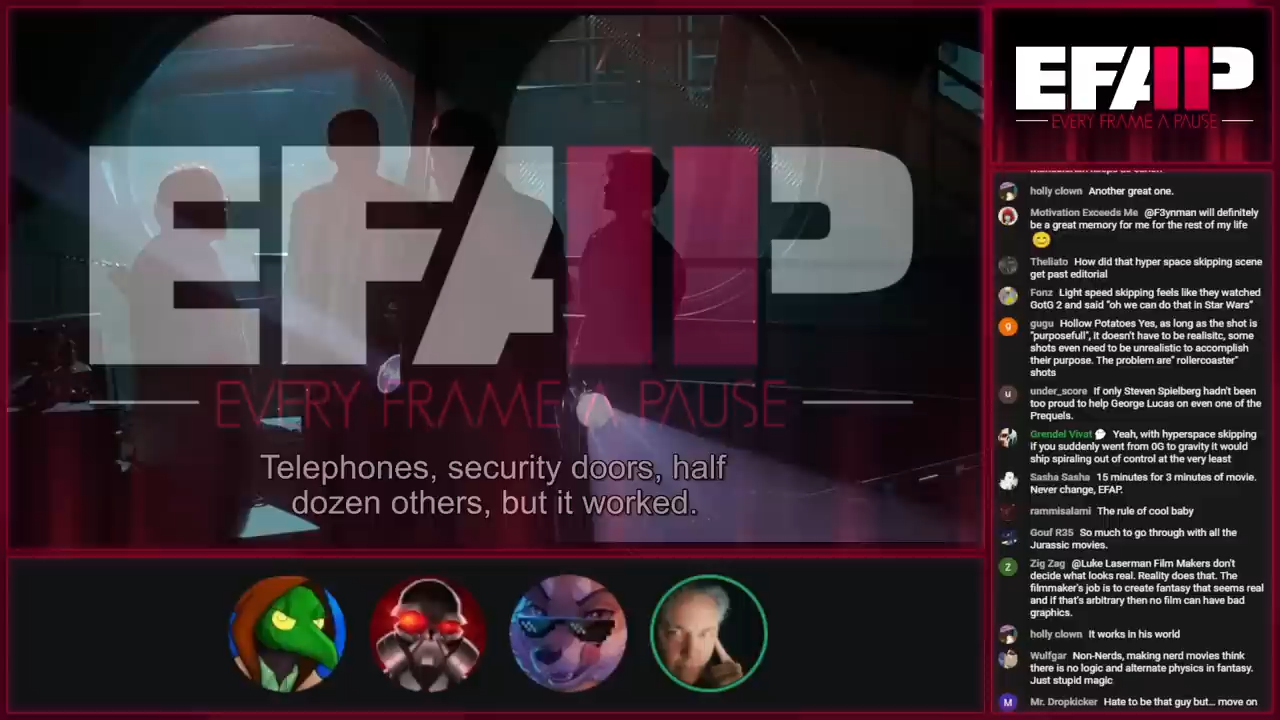 EFAP
EVERY FRAME A PAUSE
Telephones, security doors, half
dozen others, but it worked.
EFAP
EVERY FRAME A PAUSE
holly clown Another great one.
Motivation Exceeds Me @F3ynman will definitely
be a great memory for me for the rest of my life
Theliato How did that hyper space skipping scene
get past editorial
Fonz Light speed skipping feels like they watched
GotG 2 and said "oh we can do that in Star Wars"
9
gugu Hollow Potatoes Yes, as long as the shot is
"purposeful", it doesn't have to be realisitc, some
shots even need to be unrealistic to accomplish
their purpose. The problem are" rollercoaster"
shots
u
under_score If only Steven Spielberg hadn't been
too proud to help George Lucas on even one of the
Prequels.
Grendel Vivat Yeah, with hyperspace skipping
if you suddenly went from 0G to gravity it would
ship spiraling out of control at the very least
Sasha Sasha 15 minutes for 3 minutes of movie.
Never change, EFAP.
rammisalami The rule of cool baby
Gouf R35 So much to go through with all the
Jurassic movies.
Z
Zig Zag @Luke Laserman Film Makers don't
decide what looks real. Reality does that. The
filmmaker's job is to create fantasy that seems real
and if that's arbitrary then no film can have bad
graphics.
holly clown It works in his world
Wulfgar Non-Nerds, making nerd movies think
there is no logic and alternate physics in fantasy.
Just stupid magic
M
Mr. Dropkicker Hate to be that guy but... move on